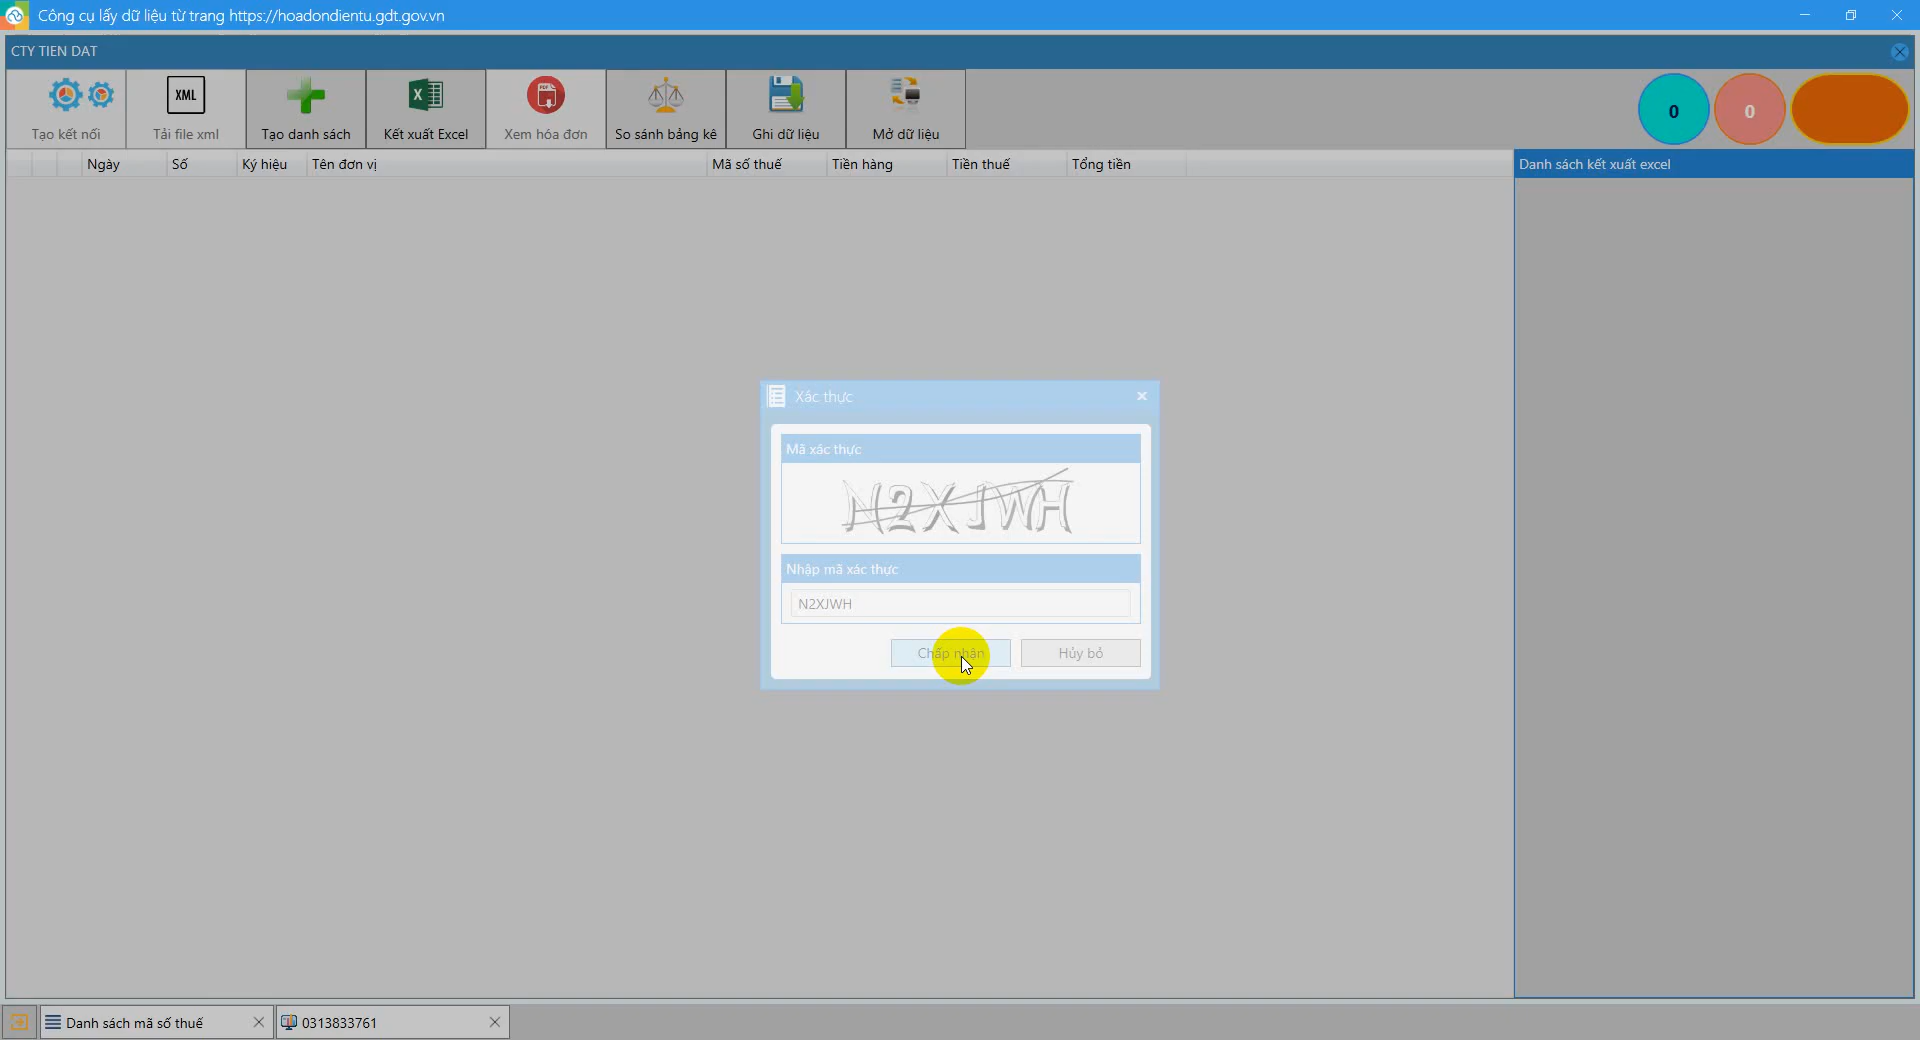 Công cụ lấy dữ liệu từ trang https://hoadondientu.gdt.gov.vn
CTY TIEN DAT
XML
PDF
X
Tạo kết nối
Tải file xml
Tạo danh sách
Kết xuất Excel
Xem hóa đơn
So sánh bảng kê
Ghi dữ liệu
Mở dữ liệu
0
0
Ngày
Số
Ký hiệu
Tên đơn vị
Mã số thuế
Tiền hàng
Tiền thuế
Tổng tiền
Danh sách kết xuất excel
Xác thực
Mã xác thực
N2XJWH
Nhập mã xác thực
N2XJWH
Chấp nhận
Hủy bỏ
Danh sách mã số thuế
0313833761